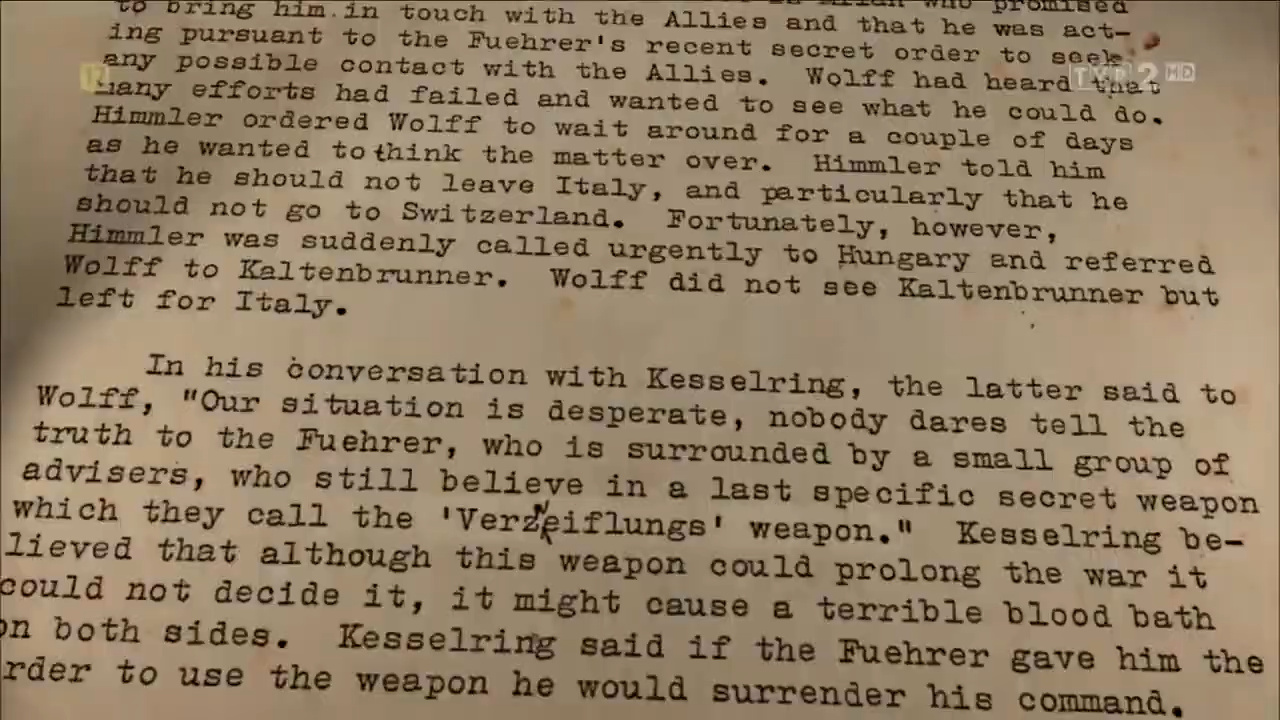 to bring him in touch with the Allies and that he was act-
ing pursuant to the Fuehrer's recent secret order to seek
any possible contact with the Allies. Wolff had heard that
many efforts had failed and wanted to see what he could do.
Himmler ordered Wolff to wait around for a couple of days
as he wanted to think the matter over. Himmler told him
that he should not leave Italy, and particularly that he
should not go to Switzerland. Fortunately, however,
Himmler was suddenly called urgently to Hungary and referred
Wolff to Kaltenbrunner. Wolff did not see Kaltenbrunner but
left for Italy.
In his conversation with Kesselring, the latter said to
Wolff, "Our situation is desperate, nobody dares tell the
truth to the Fuehrer, who is surrounded by a small group of
advisers, who still believe in a last specific secret weapon
which they call the 'Verzweiflungs' weapon." Kesselring be-
lieved that although this weapon could prolong the war it
could not decide it, it might cause a terrible blood bath
on both sides. Kesselring said if the Fuehrer gave him the
rder to use the weapon he would surrender his command.
12
TVP 2 HD